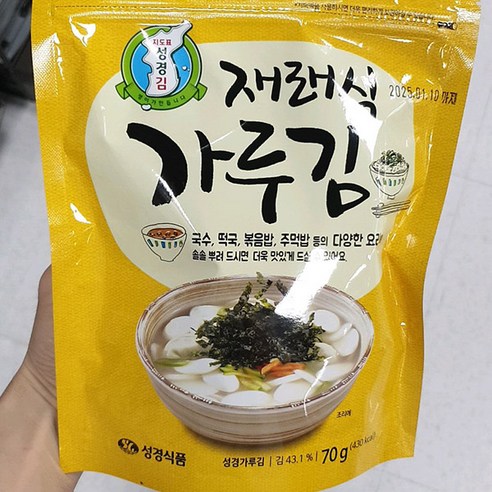 지도표
성경김
재래식
2025.01.10 까지
가루김
국수, 떡국, 볶음밥, 주먹밥 등의 다양한 요리
솔솔 뿌려 드시면 더욱 맛있게 드실 수 있어요.
조리예
성경식품
성경가루김 | 김 43.1% | 70g (430 kcal)